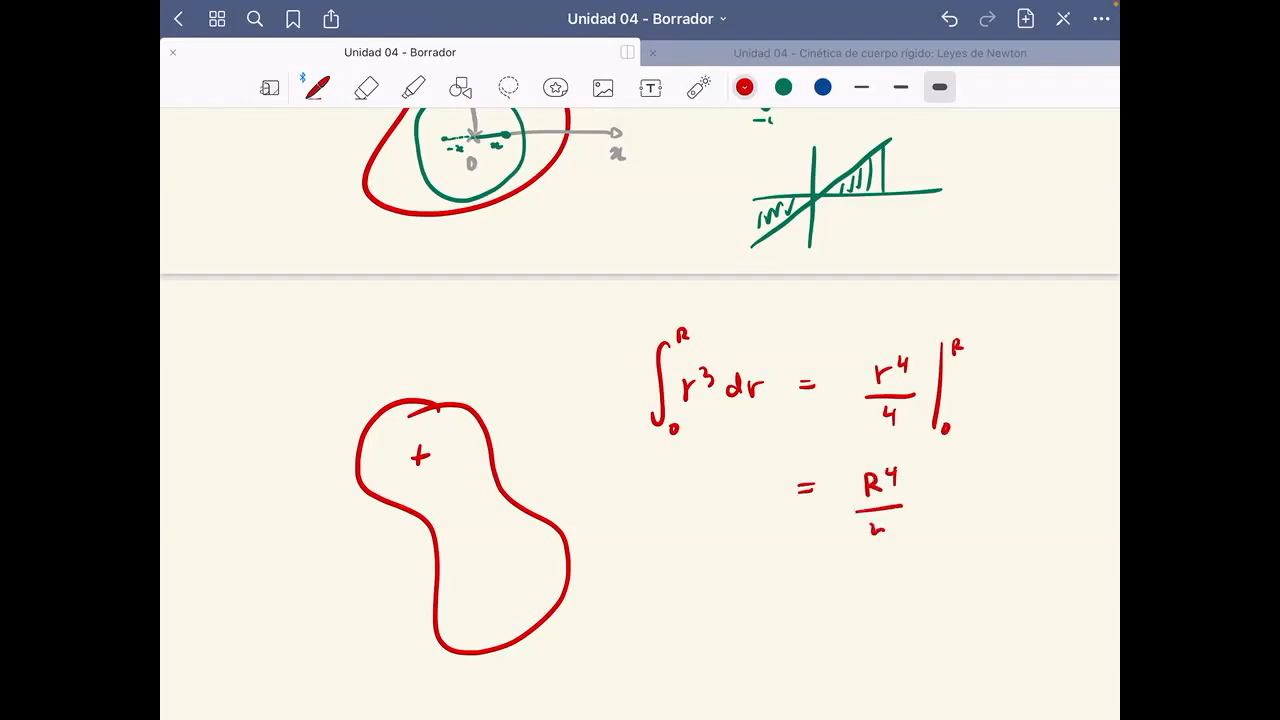 Unidad 04 - Borrador
Unidad 04 - Borrador
Unidad 04 - Cinética de cuerpo rígido: Leyes de Newton
-x x
0
x
∫₀ᴿ r³ dr = r⁴/4 |₀ᴿ
= R⁴/
+